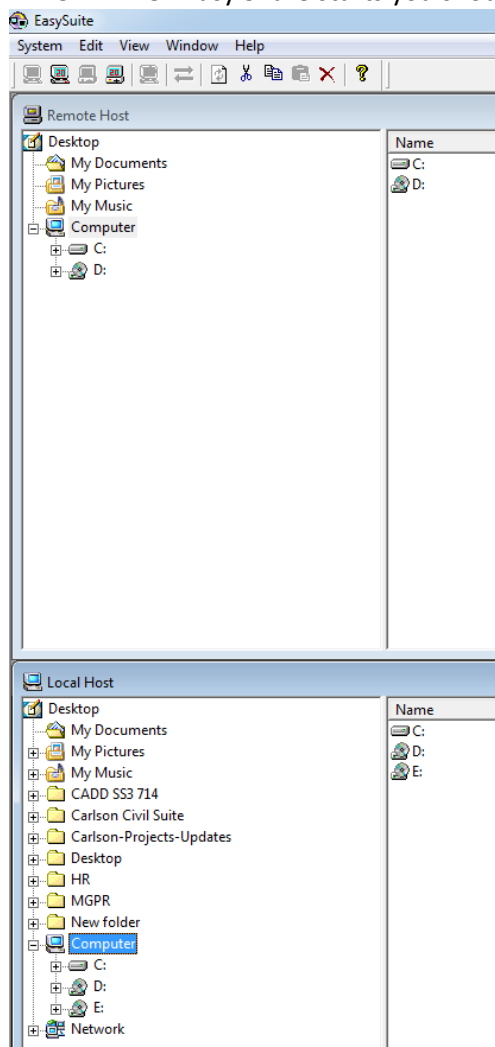 EasySuite
System Edit View Window Help
Remote Host
Desktop
My Documents
My Pictures
My Music
Computer
C:
D:
Name
C:
D:
Local Host
Desktop
My Documents
My Pictures
My Music
CADD SS3 714
Carlson Civil Suite
Carlson-Projects-Updates
Desktop
HR
MGPR
New folder
Computer
C:
D:
E:
Network
Name
C:
D:
E: